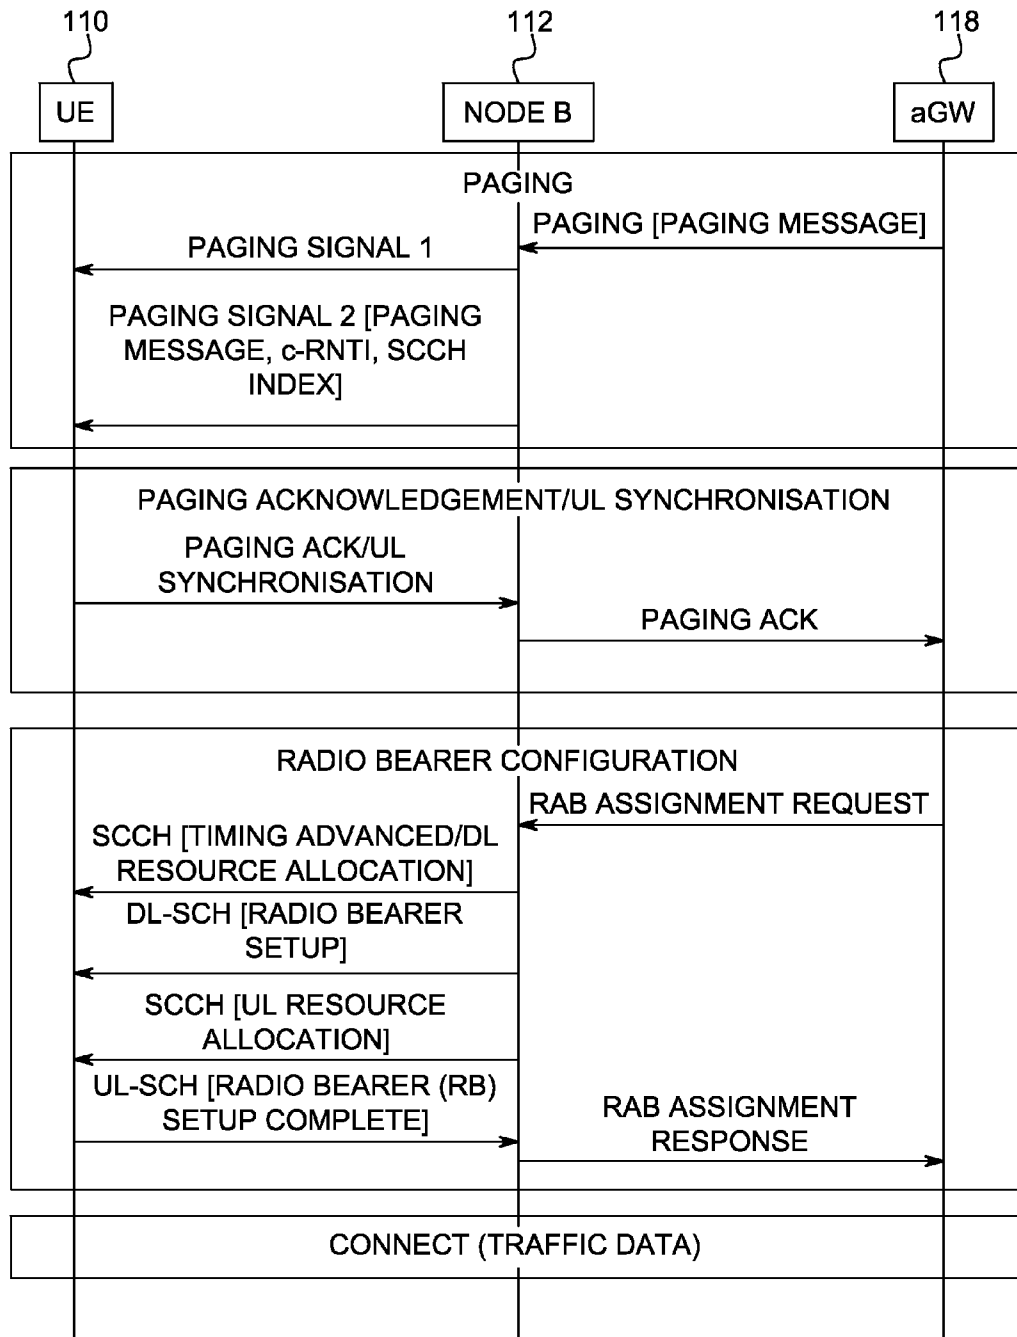 110
112
118
UE
NODE B
aGW
PAGING
PAGING [PAGING MESSAGE]
PAGING SIGNAL 1
PAGING SIGNAL 2 [PAGING
MESSAGE, c-RNTI, SCCH
INDEX]
PAGING ACKNOWLEDGEMENT/UL SYNCHRONISATION
PAGING ACK/UL
SYNCHRONISATION
PAGING ACK
RADIO BEARER CONFIGURATION
RAB ASSIGNMENT REQUEST
SCCH [TIMING ADVANCED/DL
RESOURCE ALLOCATION]
DL-SCH [RADIO BEARER
SETUP]
SCCH [UL RESOURCE
ALLOCATION]
UL-SCH [RADIO BEARER (RB)
SETUP COMPLETE]
RAB ASSIGNMENT
RESPONSE
CONNECT (TRAFFIC DATA)